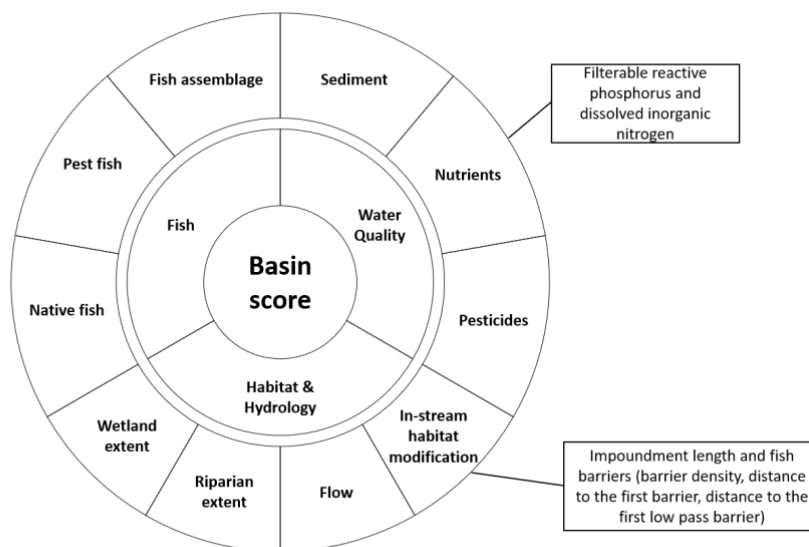 Fish assemblage
Sediment
Filterable reactive
phosphorus and
dissolved inorganic
nitrogen
Pest fish
Nutrients
Fish
Water
Quality
Basin
score
Native fish
Pesticides
Habitat &
Hydrology
Wetland
extent
Riparian
extent
Flow
In-stream
habitat
modification
Impoundment length and fish
barriers (barrier density, distance
to the first barrier, distance to the
first low pass barrier)